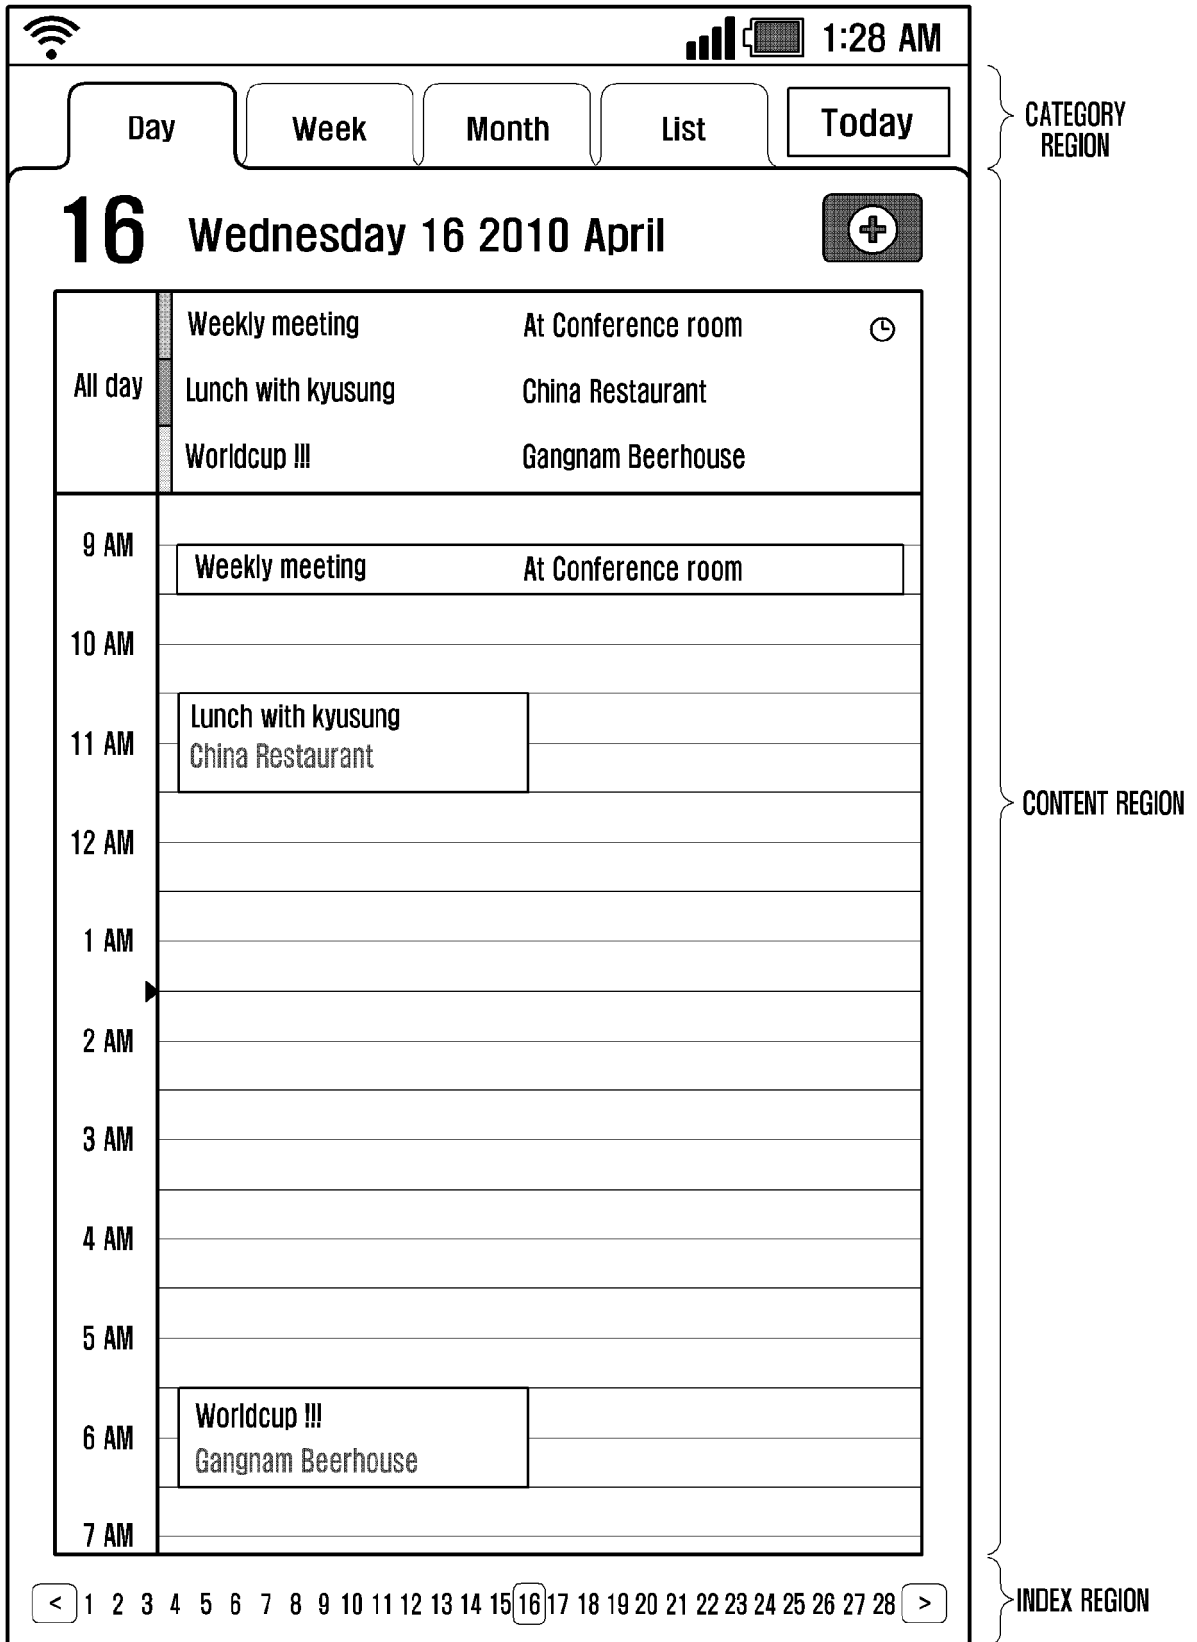 1:28 AM
Day Week Month List Today
CATEGORY
REGION
16 Wednesday 16 2010 April
All day
Weekly meeting At Conference room
Lunch with kyusung China Restaurant
Worldcup !!! Gangnam Beerhouse
9 AM
Weekly meeting At Conference room
10 AM
Lunch with kyusung
11 AM
China Restaurant
CONTENT REGION
12 AM
1 AM
2 AM
3 AM
4 AM
5 AM
Worldcup !!!
6 AM
Gangnam Beerhouse
7 AM
< 1 2 3 4 5 6 7 8 9 10 11 12 13 14 15 16 17 18 19 20 21 22 23 24 25 26 27 28 >
INDEX REGION